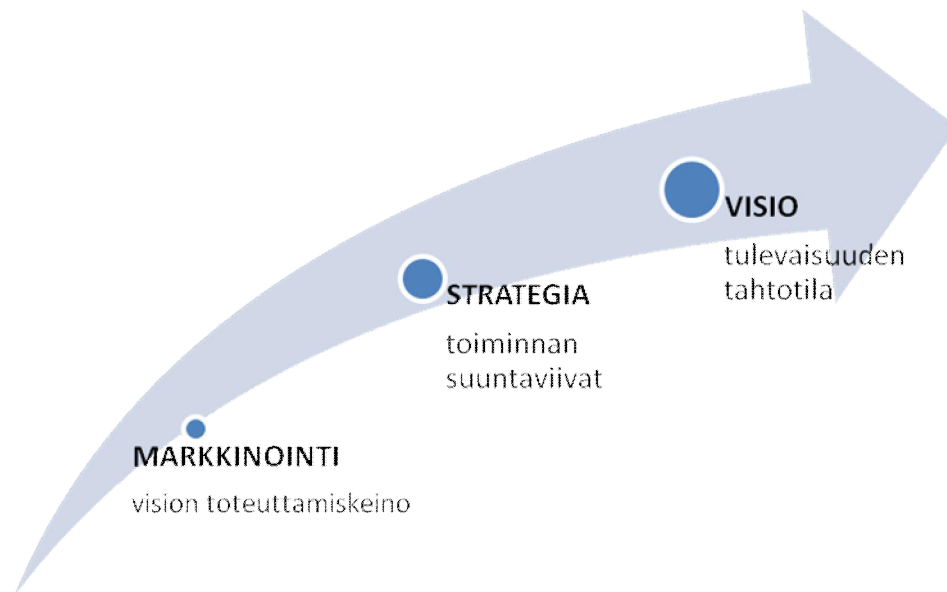 VISIO
tulevaisuuden
tahtotila
STRATEGIA
toiminnan
suuntaviivat
MARKKINOINTI
vision toteuttamiskeino